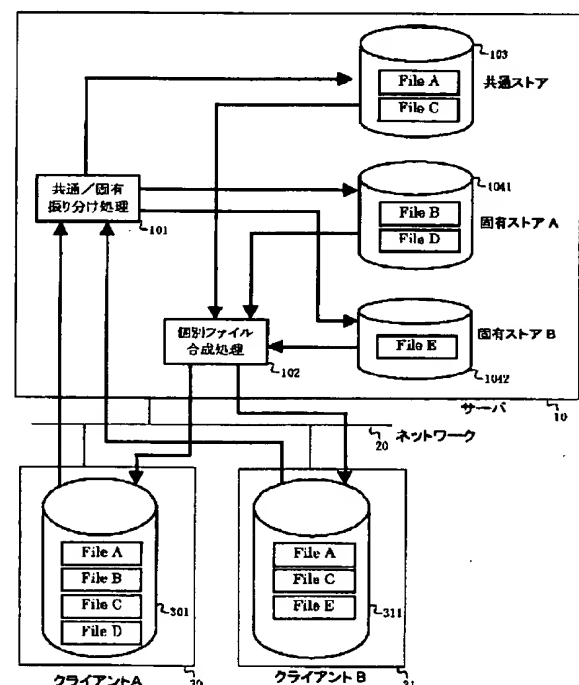 103
File A
File C
共通ストア
共通／固有
振り分け処理
101
1041
File B
File D
固有ストア A
個別ファイル
合成処理
102
File E
固有ストア B
1042
サーバ
10
20
ネットワーク
File A
File B
File C
File D
301
File A
File C
File E
311
クライアントA
30
クライアント B
31